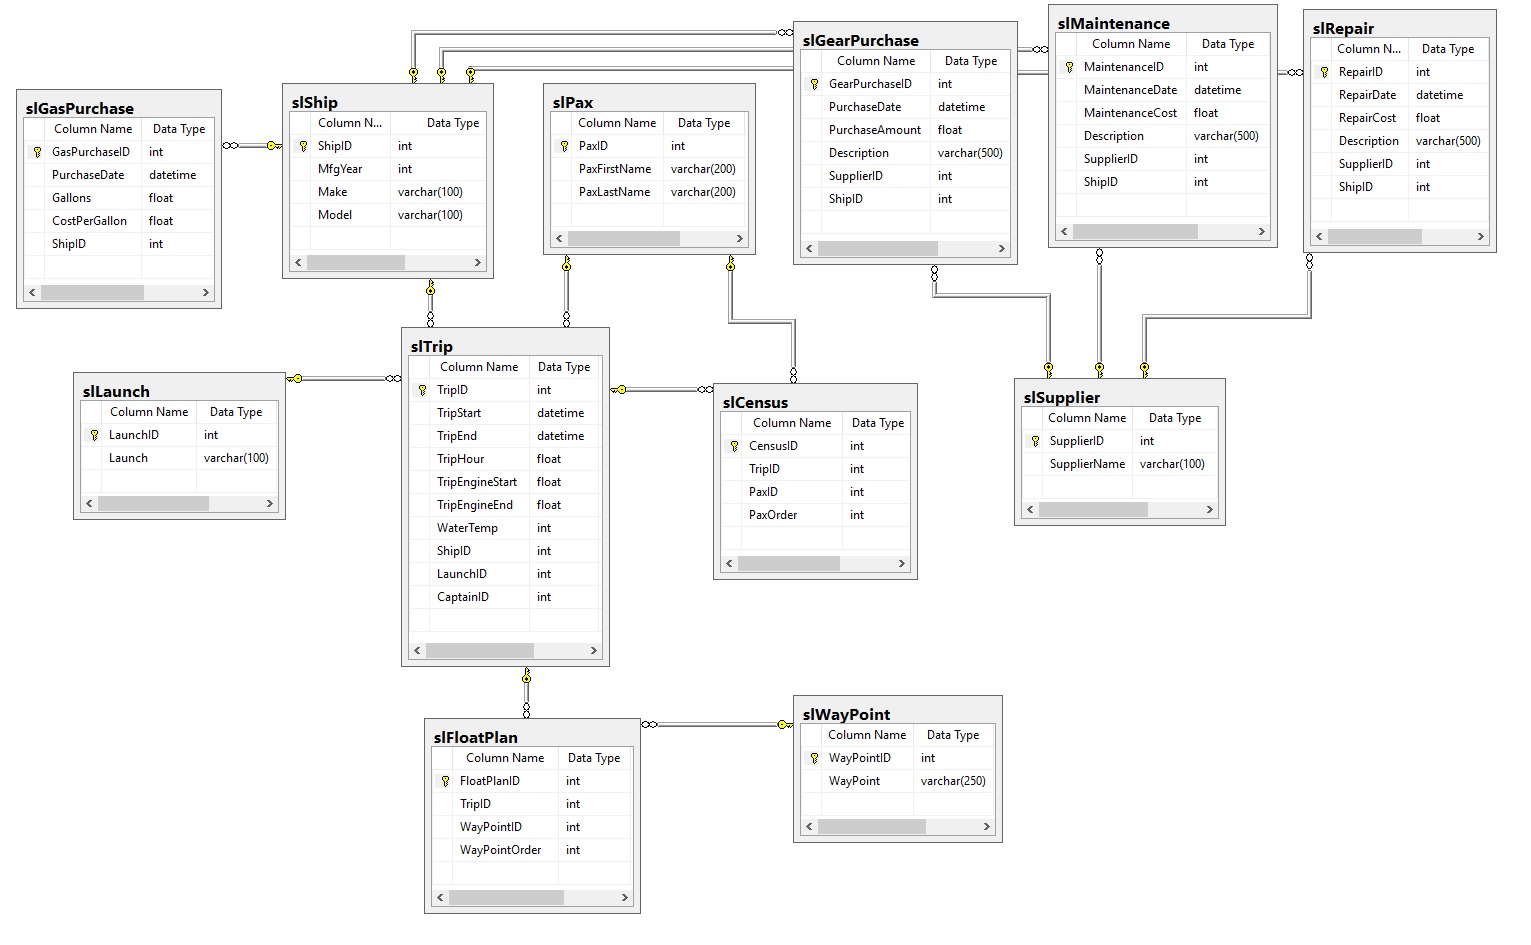 slGasPurchase
Column Name Data Type
GasPurchaseID int
PurchaseDate datetime
Gallons float
CostPerGallon float
ShipID int
slShip
Column N... Data Type
ShipID int
MfgYear int
Make varchar(100)
Model varchar(100)
slPax
Column Name Data Type
PaxID int
PaxFirstName varchar(200)
PaxLastName varchar(200)
slGearPurchase
Column Name Data Type
GearPurchaseID int
PurchaseDate datetime
PurchaseAmount float
Description varchar(500)
SupplierID int
ShipID int
slMaintenance
Column Name Data Type
MaintenanceID int
MaintenanceDate datetime
MaintenanceCost float
Description varchar(500)
SupplierID int
ShipID int
slRepair
Column N... Data Type
RepairID int
RepairDate datetime
RepairCost float
Description varchar(500)
SupplierID int
ShipID int
slLaunch
Column Name Data Type
LaunchID int
Launch varchar(100)
slTrip
Column Name Data Type
TripID int
TripStart datetime
TripEnd datetime
TripHour float
TripEngineStart float
TripEngineEnd float
WaterTemp int
ShipID int
LaunchID int
CaptainID int
slCensus
Column Name Data Type
CensusID int
TripID int
PaxID int
PaxOrder int
slSupplier
Column Name Data Type
SupplierID int
SupplierName varchar(100)
slFloatPlan
Column Name Data Type
FloatPlanID int
TripID int
WayPointID int
WayPointOrder int
slWayPoint
Column Name Data Type
WayPointID int
WayPoint varchar(250)